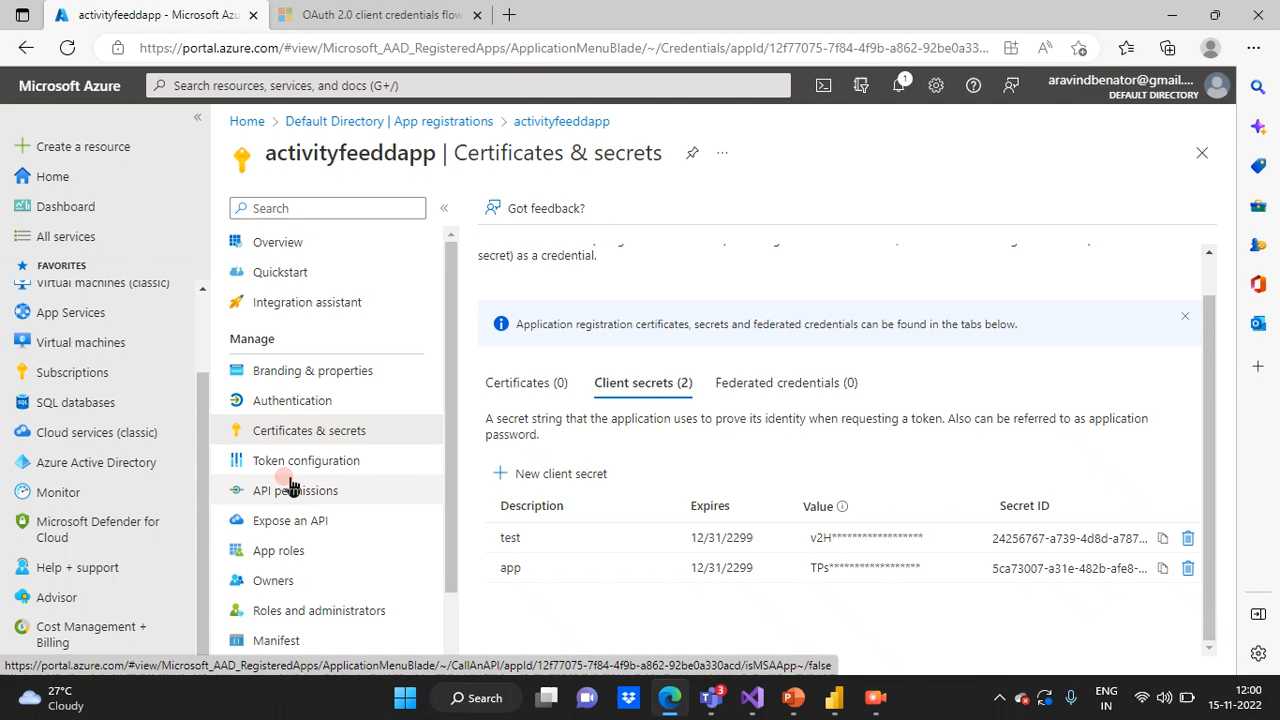 activityfeeddapp - Microsoft Az
OAuth 2.0 client credentials flow
https://portal.azure.com/#view/Microsoft_AAD_RegisteredApps/ApplicationMenuBlade/~/Credentials/appId/12f77075-7f84-4f9b-a862-92be0a33...
Microsoft Azure
Search resources, services, and docs (G+/)
1
aravindbenator@gmail....
DEFAULT DIRECTORY
Create a resource
Home
Dashboard
All services
FAVORITES
Virtual machines (classic)
App Services
Virtual machines
Subscriptions
SQL databases
Cloud services (classic)
Azure Active Directory
Monitor
Microsoft Defender for
Cloud
Help + support
Advisor
Cost Management +
Billing
Home > Default Directory | App registrations > activityfeeddapp
activityfeeddapp | Certificates & secrets
Search
Overview
Quickstart
Integration assistant
Manage
Branding & properties
Authentication
Certificates & secrets
Token configuration
API permissions
Expose an API
App roles
Owners
Roles and administrators
Manifest
Got feedback?
secret) as a credential.
Application registration certificates, secrets and federated credentials can be found in the tabs below.
Certificates (0) Client secrets (2) Federated credentials (0)
A secret string that the application uses to prove its identity when requesting a token. Also can be referred to as application
password.
New client secret
Description Expires Value Secret ID
test 12/31/2299 v2H****************** 24256767-a739-4d8d-a787...
app 12/31/2299 TPs****************** 5ca73007-a31e-482b-afe8-...
https://portal.azure.com/#view/Microsoft_AAD_RegisteredApps/ApplicationMenuBlade/~/CallAnAPI/appId/12f77075-7f84-4f9b-a862-92be0a330acd/isMSAApp~/false
27°C
Cloudy
Search
3
ENG
IN
12:00
15-11-2022